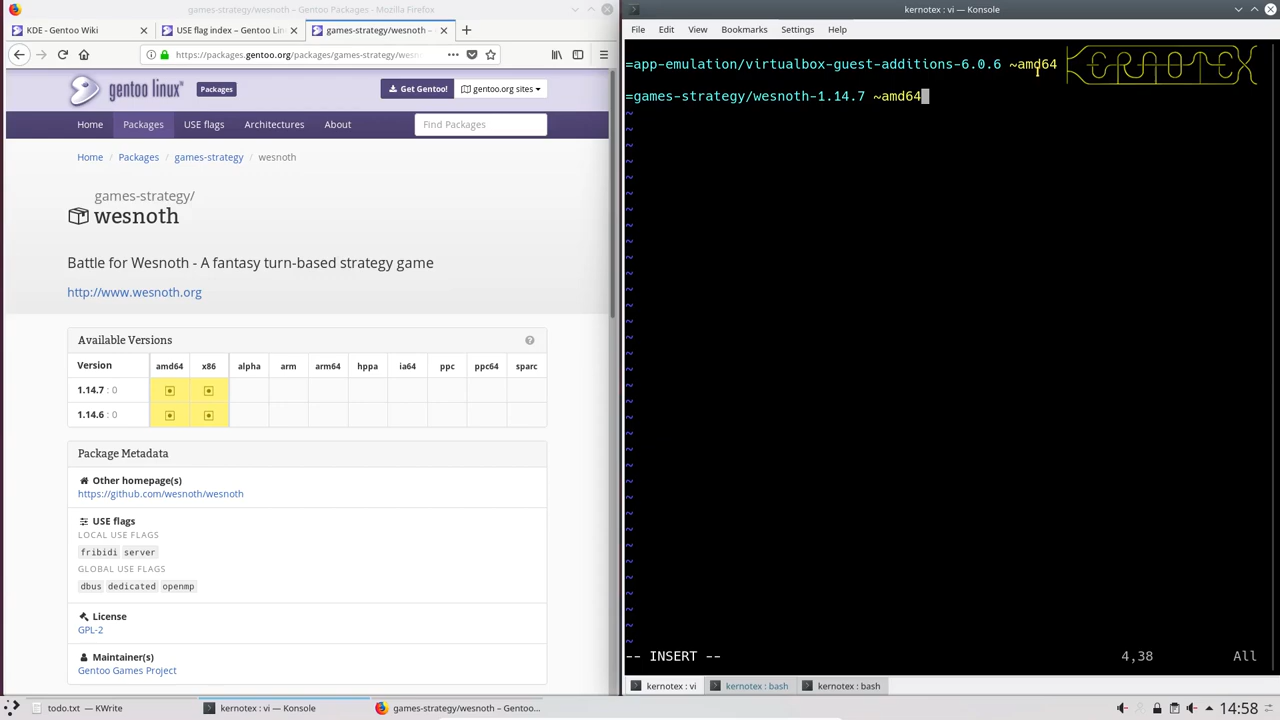 games-strategy/wesnoth – Gentoo Packages - Mozilla Firefox
kernotex : vi — Konsole
KDE - Gentoo Wiki
USE flag index – Gentoo Lin
games-strategy/wesnoth –
File Edit View Bookmarks Settings Help
https://packages.gentoo.org/packages/games-strategy/wesn
=app-emulation/virtualbox-guest-additions-6.0.6 ~amd64
KERNOTEX
=games-strategy/wesnoth-1.14.7 ~amd64
gentoo linux
Packages
Get Gentoo!
gentoo.org sites
Home Packages USE flags Architectures About
Find Packages
Home / Packages / games-strategy / wesnoth
games-strategy/
wesnoth
Battle for Wesnoth - A fantasy turn-based strategy game
http://www.wesnoth.org
Available Versions
Version amd64 x86 alpha arm arm64 hppa ia64 ppc ppc64 sparc
1.14.7 : 0
1.14.6 : 0
Package Metadata
Other homepage(s)
https://github.com/wesnoth/wesnoth
USE flags
LOCAL USE FLAGS
fribidi server
GLOBAL USE FLAGS
dbus dedicated openmp
License
GPL-2
Maintainer(s)
Gentoo Games Project
-- INSERT --
4,38
All
kernotex : vi
kernotex : bash
kernotex : bash
todo.txt — KWrite
kernotex : vi — Konsole
games-strategy/wesnoth – Gentoo...
14:58